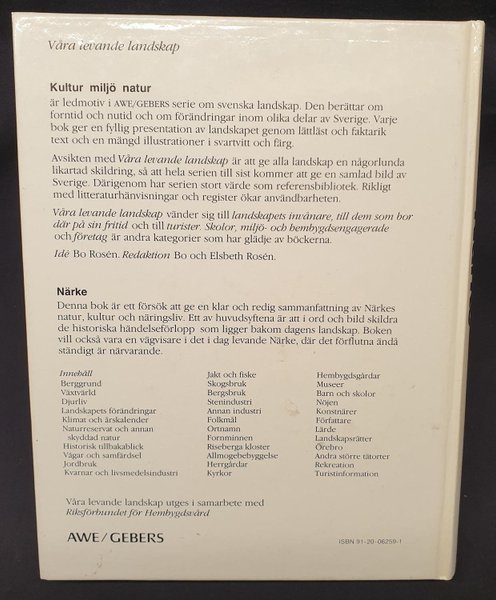 Våra levande landskap
Kultur miljö natur
är ledmotiv i AWE/GEBERS serie om svenska landskap. Den berättar om
forntid och nutid och om förändringar inom olika delar av Sverige. Varje
bok ger en fyllig presentation av landskapet genom lättläst och faktarik
text och en mängd illustrationer i svartvitt och färg.
Avsikten med Våra levande landskap är att ge alla landskap en någorlunda
likartad skildring, så att hela serien till sist kommer att ge en samlad bild av
Sverige. Därigenom har serien stort värde som referensbibliotek. Rikligt
med litteraturhänvisningar och register ökar användbarheten.
Våra levande landskap vänder sig till landskapets invånare, till dem som bor
där på sin fritid och till turister. Skolor, miljö- och hembygdsengagerade
och företag är andra kategorier som har glädje av böckerna.
Idé Bo Rosén. Redaktion Bo och Elsbeth Rosén.
Närke
Denna bok är ett försök att ge en klar och redig sammanfattning av Närkes
natur, kultur och näringsliv. Ett av huvudsyftena är att i ord och bild skildra
de historiska händelseförlopp som ligger bakom dagens landskap. Boken
vill också vara en vägvisare i det i dag levande Närke, där det förflutna ändå
ständigt är närvarande.
Innehåll
Berggrund
Växtvärld
Djurliv
Landskapets förändringar
Klimat och årskalender
Naturreservat och annan
skyddad natur
Historisk tillbakablick
Vägar och samfärdsel
Jordbruk
Kvarnar och livsmedelsindustri
Jakt och fiske
Skogsbruk
Bergsbruk
Stenindustri
Annan industri
Folkmål
Ortnamn
Fornminnen
Riseberga kloster
Allmogebebyggelse
Herrgårdar
Kyrkor
Hembygdsgårdar
Museer
Barn och skolor
Nöjen
Konstnärer
Författare
Lärde
Landskapsrätter
Örebro
Andra större tätorter
Rekreation
Turistinformation
Våra levande landskap utges i samarbete med
Riksförbundet för Hembygdsvård
AWE/GEBERS
ISBN 91-20-06259-1